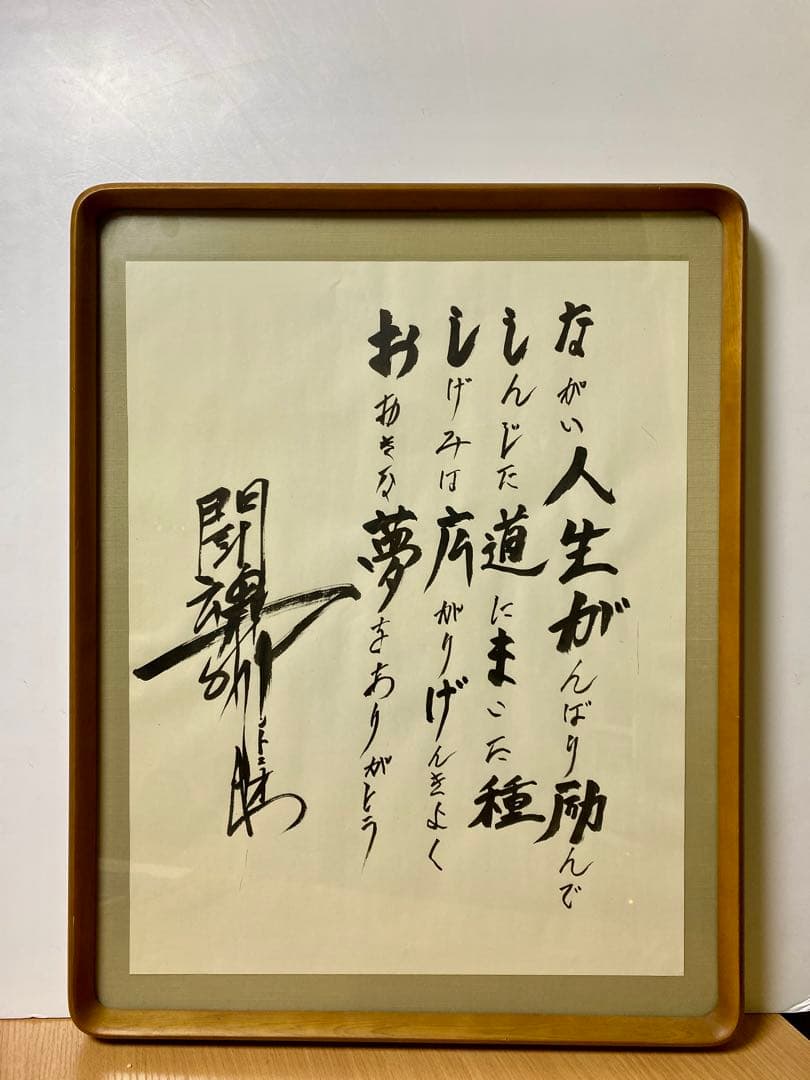 ながい人生がんばり励んで
しんじた道にまいた種
しげみは広がりげんきよく
おおきな夢をありがとう